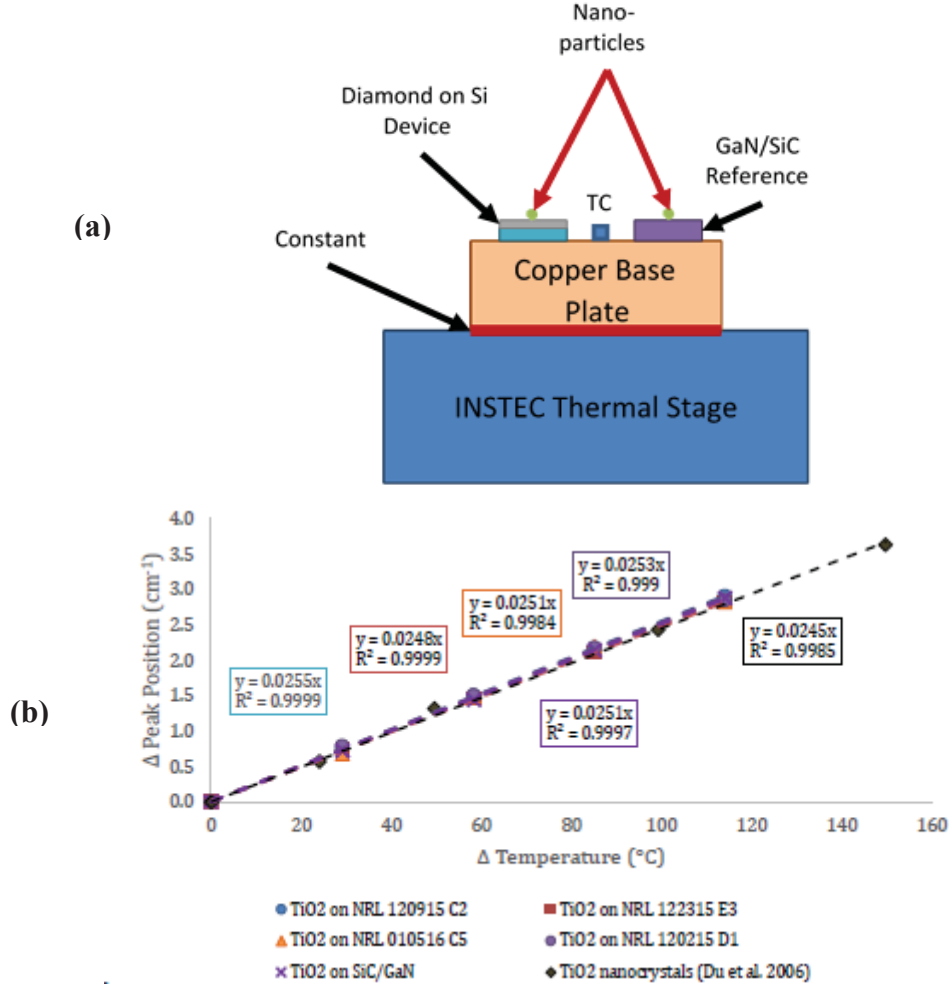 Nano-
particles
Diamond on Si
Device
GaN/SiC
Reference
TC
(a)
Constant
Copper Base
Plate
INSTEC Thermal Stage
4.0
3.5
3.0
2.5
2.0
1.5
1.0
0.5
0.0
Δ Peak Position (cm⁻¹)
y = 0.0253x
R² = 0.999
y = 0.0251x
R² = 0.9984
y = 0.0248x
R² = 0.9999
y = 0.0245x
R² = 0.9985
y = 0.0255x
R² = 0.9999
y = 0.0251x
R² = 0.9997
(b)
0 20 40 60 80 100 120 140 160
Δ Temperature (°C)
TiO2 on NRL 120915 C2
TiO2 on NRL 122315 E3
TiO2 on NRL 010516 C5
TiO2 on NRL 120215 D1
TiO2 on SiC/GaN
TiO2 nanocrystals (Du et al. 2006)